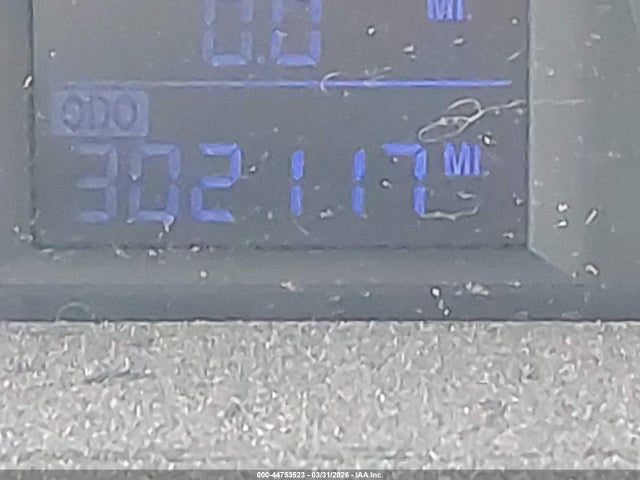 0.0 MI.
ODO
302117 MI.
000-44753523 - 03/31/2026 - IAA Inc.